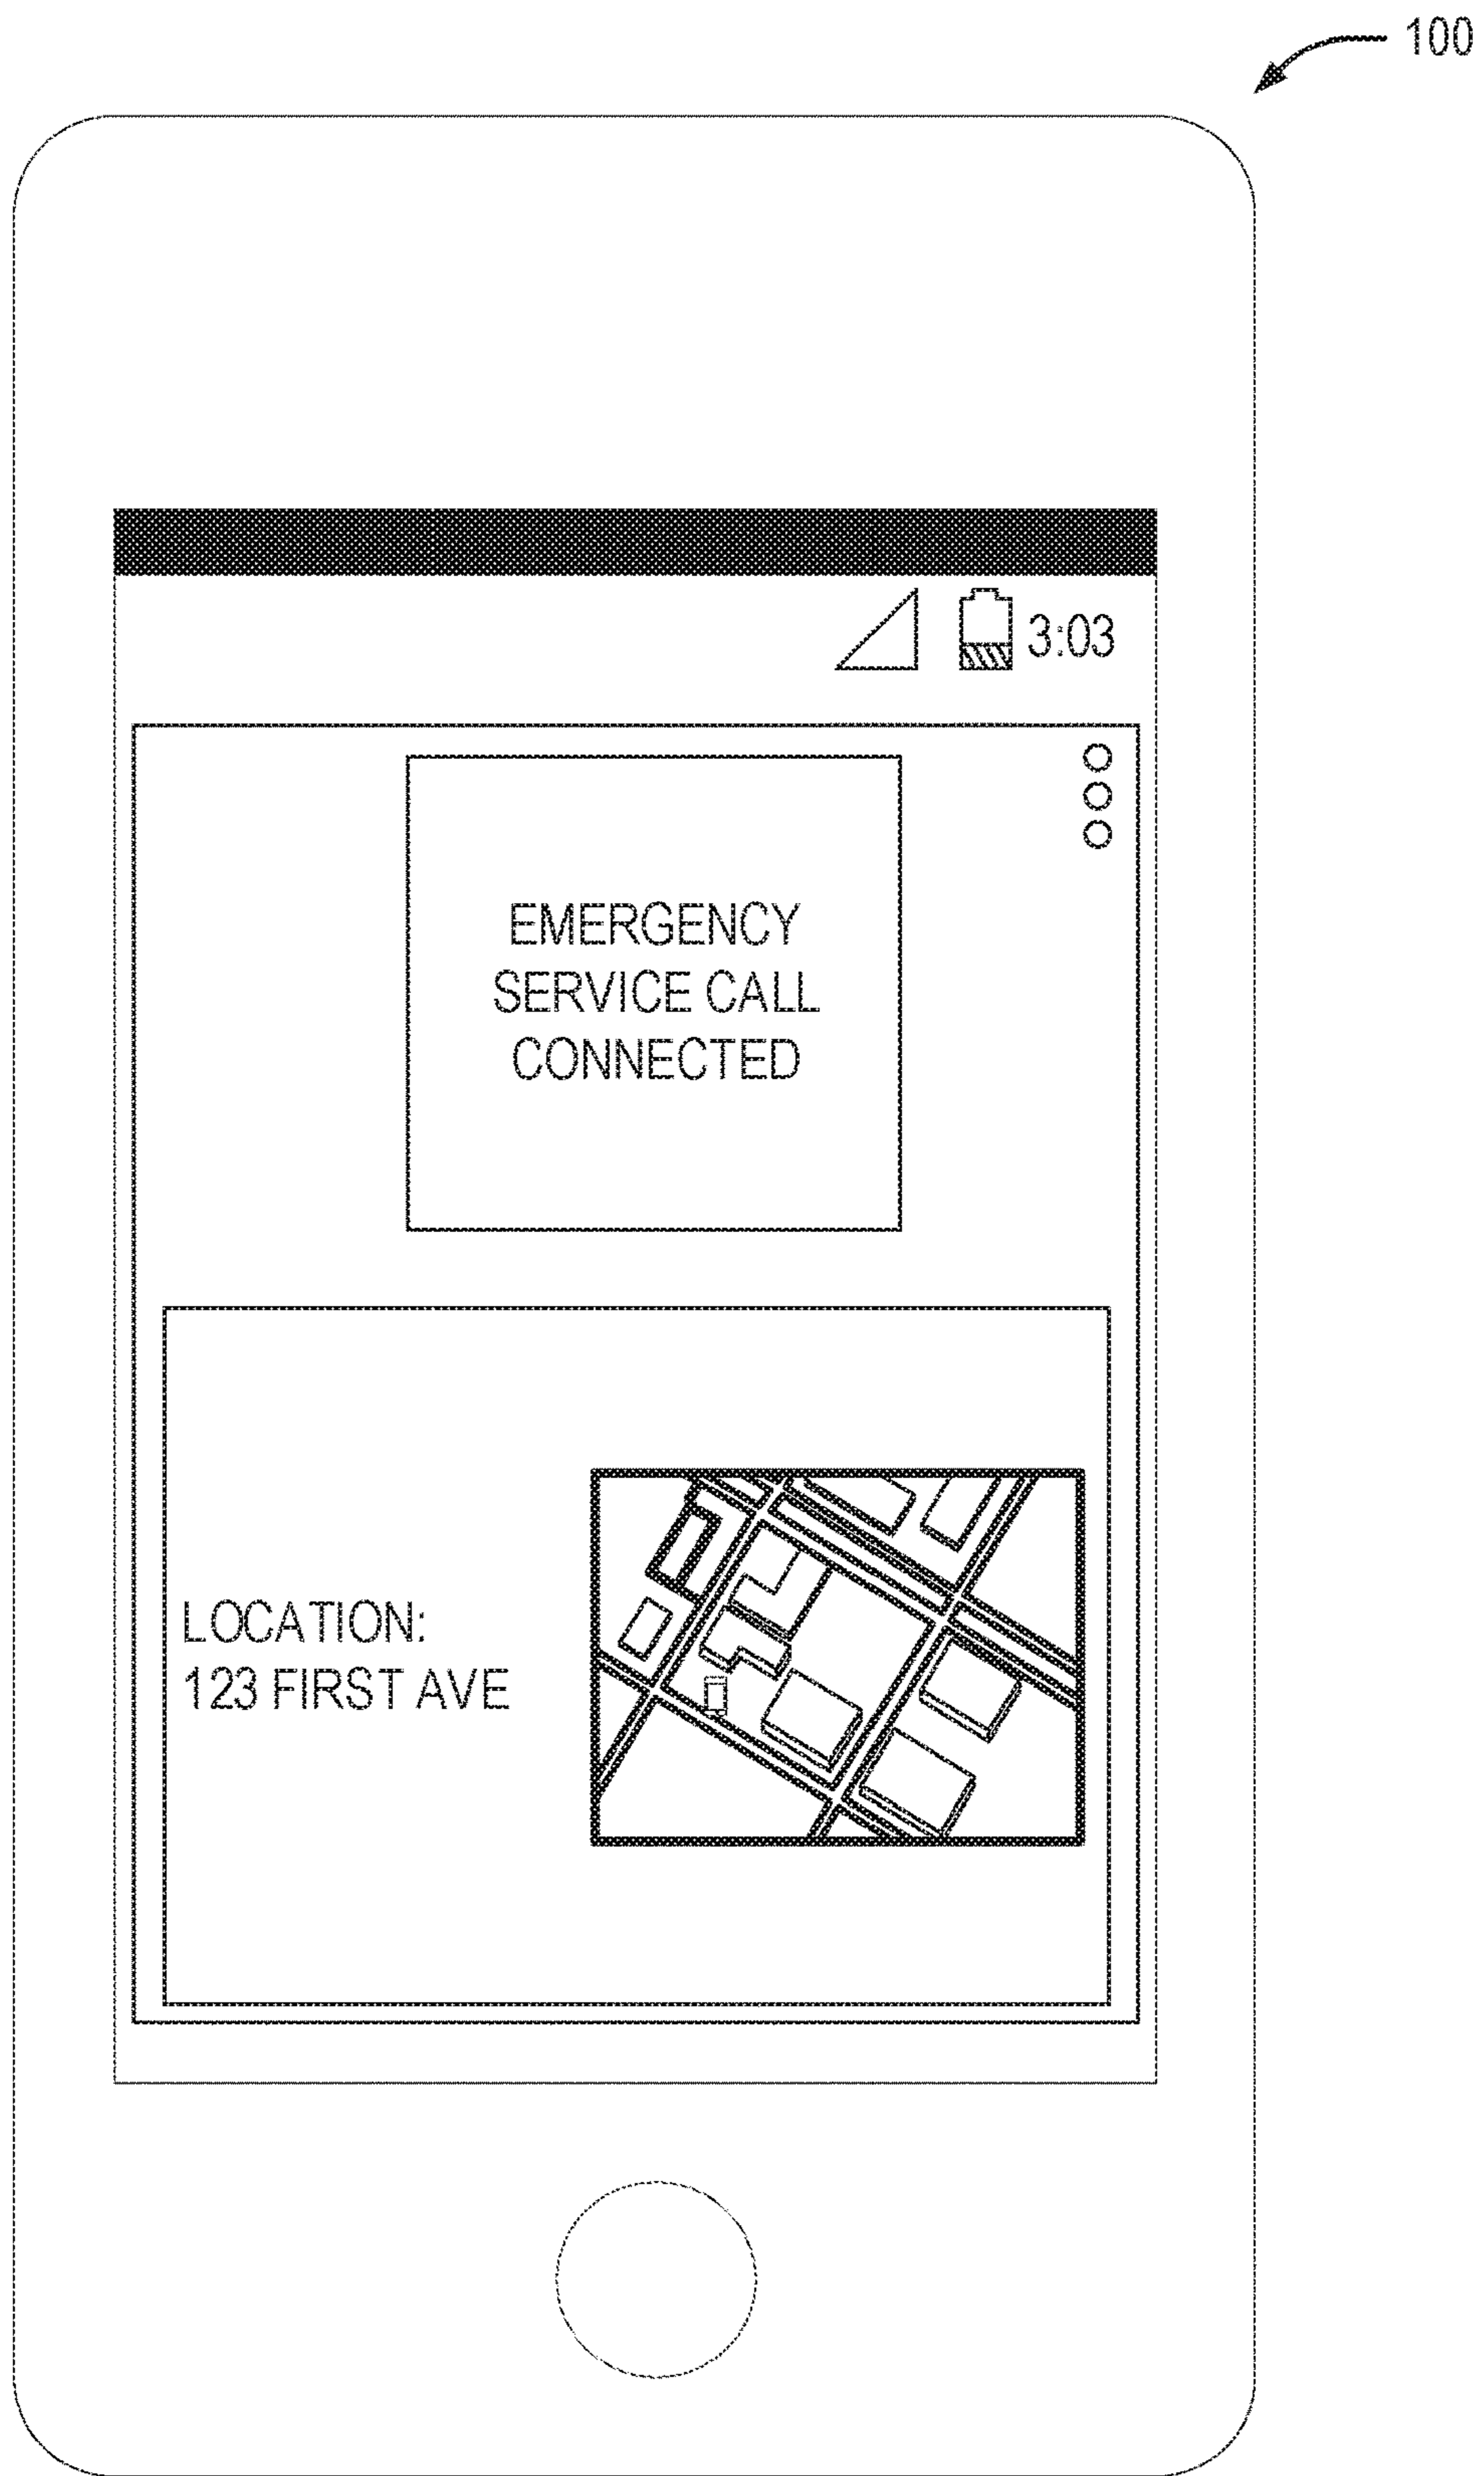 100
3:03
EMERGENCY
SERVICE CALL
CONNECTED
LOCATION:
123 FIRST AVE